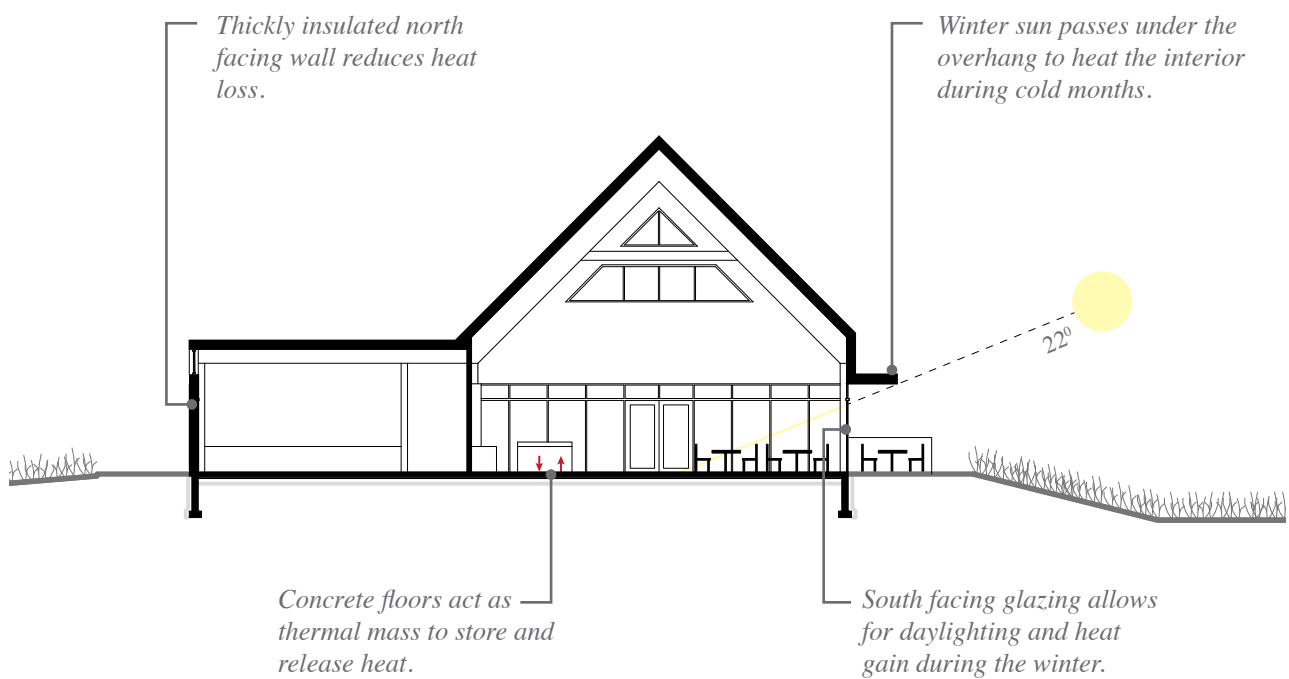 Thickly insulated north
facing wall reduces heat
loss.
Winter sun passes under the
overhang to heat the interior
during cold months.
22⁰
Concrete floors act as
thermal mass to store and
release heat.
South facing glazing allows
for daylighting and heat
gain during the winter.